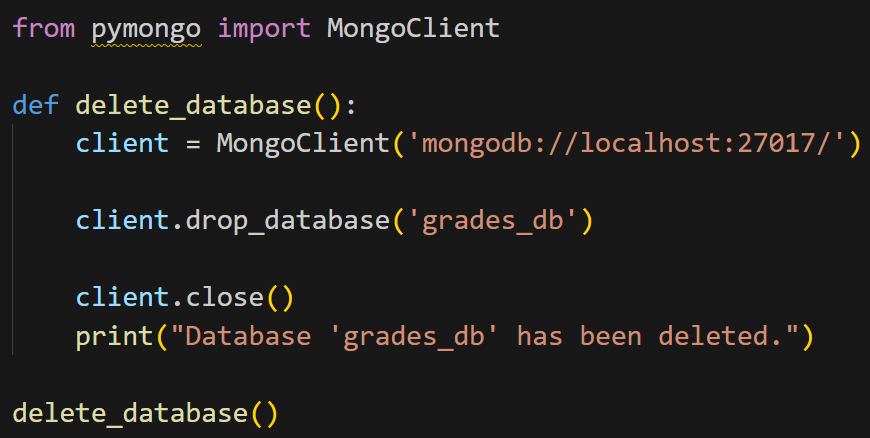 from pymongo import MongoClient
def delete_database():
    client = MongoClient('mongodb://localhost:27017/')
    client.drop_database('grades_db')
    client.close()
    print("Database 'grades_db' has been deleted.")
delete_database()